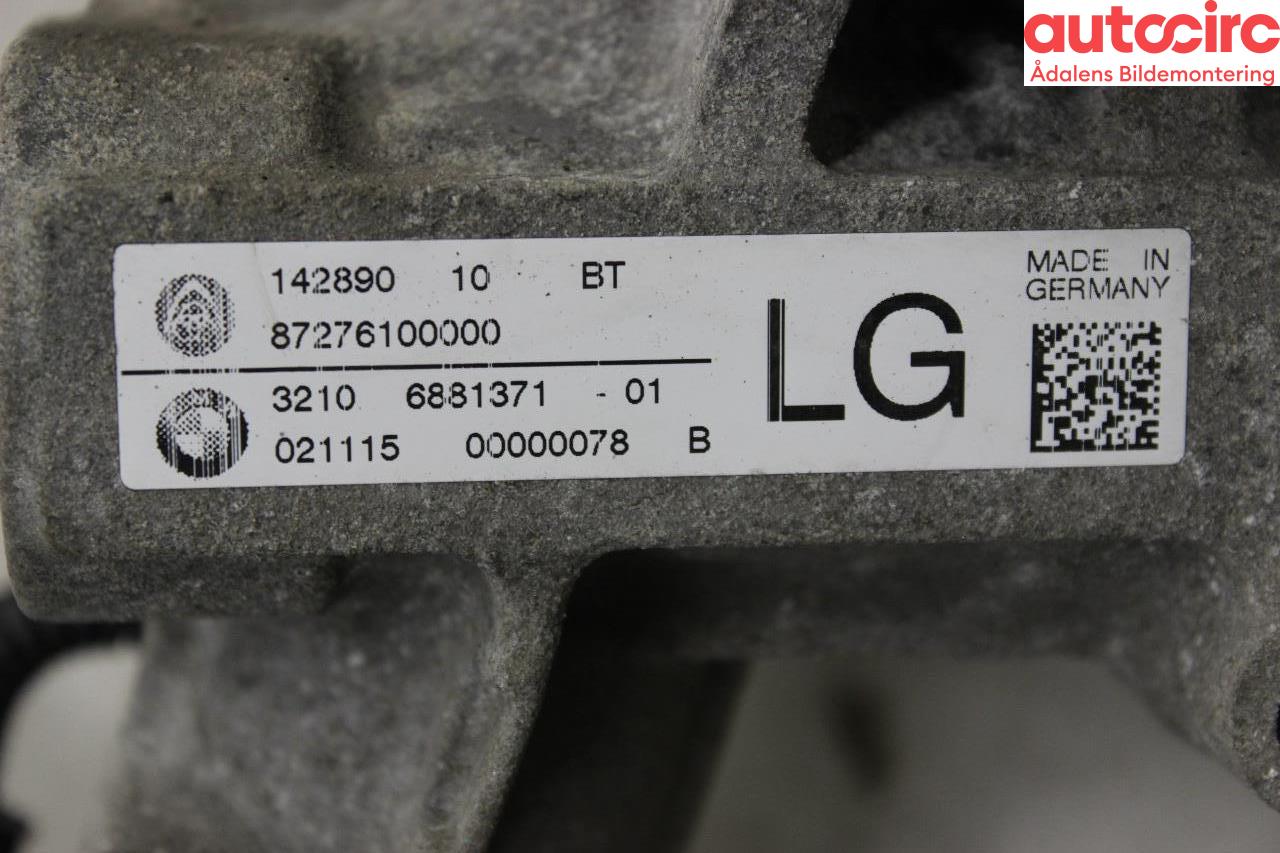 autocirc
Ådalens Bildemontering
142890 10 BT
87276100000
3210 6881371 - 01
021115 00000078 B
LG
MADE IN
GERMANY